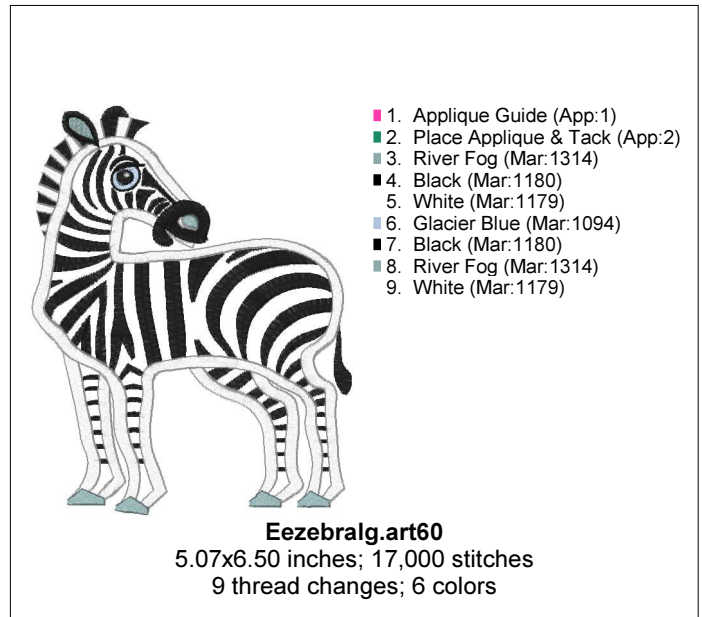 1. Applique Guide (App:1)
2. Place Applique & Tack (App:2)
3. River Fog (Mar:1314)
4. Black (Mar:1180)
5. White (Mar:1179)
6. Glacier Blue (Mar:1094)
7. Black (Mar:1180)
8. River Fog (Mar:1314)
9. White (Mar:1179)
Eezebralg.art60
5.07x6.50 inches; 17,000 stitches
9 thread changes; 6 colors